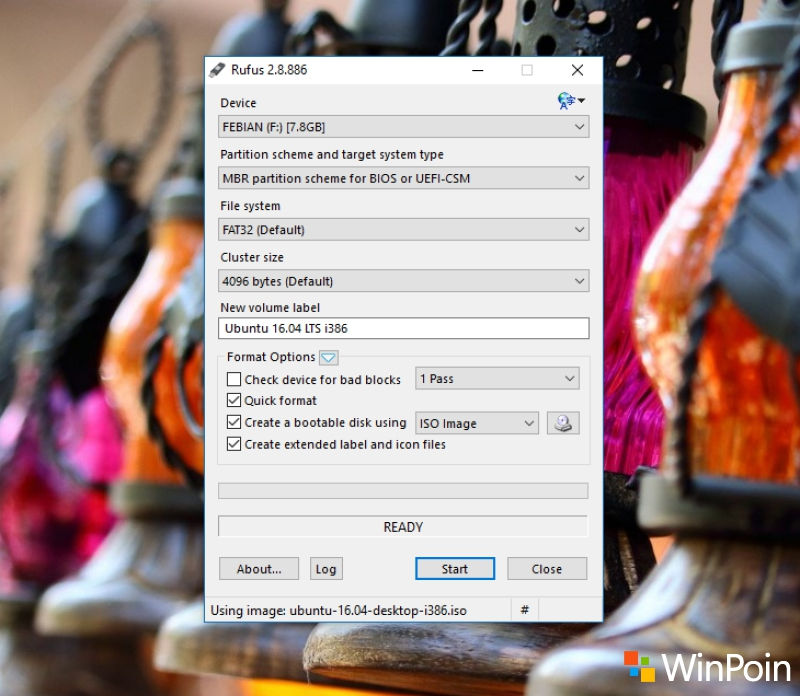 Rufus 2.8.886
Device
FEBIAN (F:) [7.8GB]
Partition scheme and target system type
MBR partition scheme for BIOS or UEFI-CSM
File system
FAT32 (Default)
Cluster size
4096 bytes (Default)
New volume label
Ubuntu 16.04 LTS i386
Format Options
Check device for bad blocks 1 Pass
Quick format
Create a bootable disk using ISO Image
Create extended label and icon files
READY
About... Log Start Close
Using image: ubuntu-16.04-desktop-i386.iso #
WinPoin